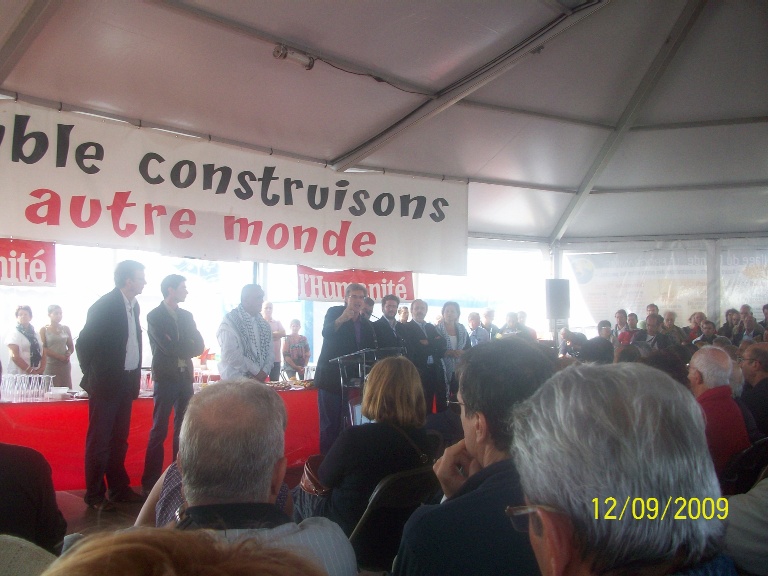 ble construisons
autre monde
nité
l'Humanité
12/09/2009